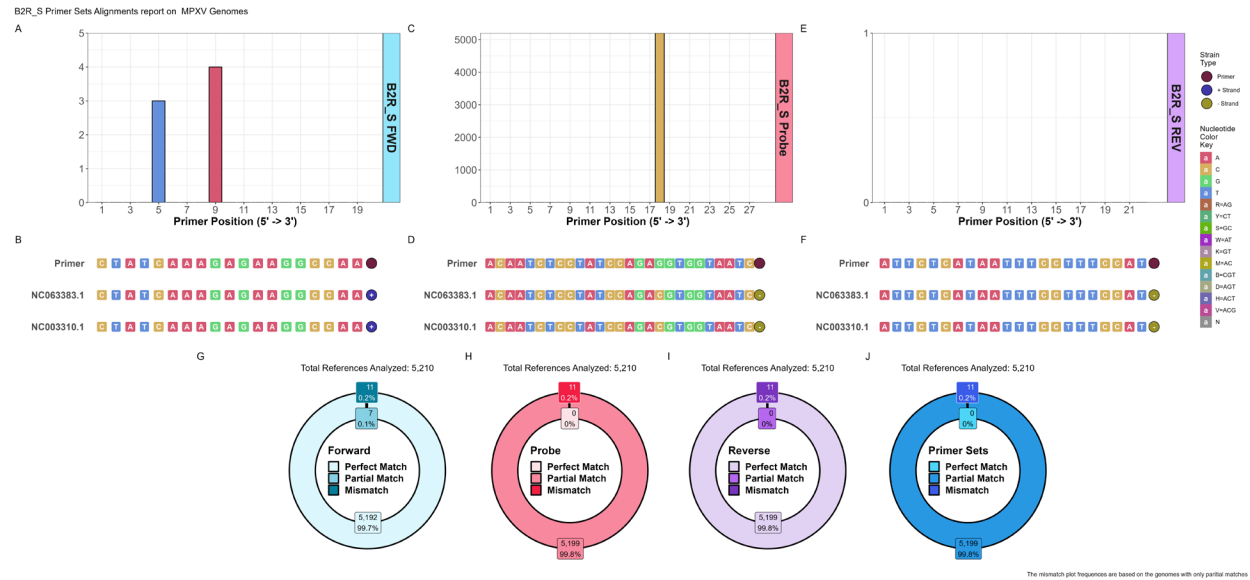 B2R_S Primer Sets Alignments report on MPXV Genomes
A
5
4
3
2
1
0
1 3 5 7 9 11 13 15 17 19
Primer Position (5' -> 3')
B2R_S FWD
C
5000
4000
3000
2000
1000
0
1 3 5 7 9 11 13 15 17 19 21 23 25 27
Primer Position (5' -> 3')
B2R_S Probe
E
1
0
1 3 5 7 9 11 13 15 17 19 21
Primer Position (5' -> 3')
B2R_S REV
Strain
Type
Primer
+ + Strand
- - Strand
Nucleotide
Color
Key
a A
a C
a G
a T
a R=AG
a Y=CT
a S=GC
a W=AT
a K=GT
a M=AC
a B=CGT
a D=AGT
a H=ACT
a V=ACG
a N
B
Primer C T A T C A A A G A G A A G G C C A A
NC063383.1 C T A T C A A A G A G A A G G C C A A +
NC003310.1 C T A T C A A A G A G A A G G C C A A +
D
Primer A C A A T C T C C T A T C C A G A G G T G G T A A T C
NC063383.1 A C A A T C T C C T A T C C A G A C G T G G T A A T C -
NC003310.1 A C A A T C T C C T A T C C A G A C G T G G T A A T C -
F
Primer A T T C T C A T A A T T T C C T T T C C A T
NC063383.1 A T T C T C A T A A T T T C C T T T C C A T -
NC003310.1 A T T C T C A T A A T T T C C T T T C C A T -
G
Total References Analyzed: 5,210
11
0.2%
7
0.1%
Forward
Perfect Match
Partial Match
Mismatch
5,192
99.7%
H
Total References Analyzed: 5,210
11
0.2%
0
0%
Probe
Perfect Match
Partial Match
Mismatch
5,199
99.8%
I
Total References Analyzed: 5,210
11
0.2%
0
0%
Reverse
Perfect Match
Partial Match
Mismatch
5,199
99.8%
J
Total References Analyzed: 5,210
11
0.2%
0
0%
Primer Sets
Perfect Match
Partial Match
Mismatch
5,199
99.8%
The mismatch plot frequencies are based on the genomes with only paritial matches